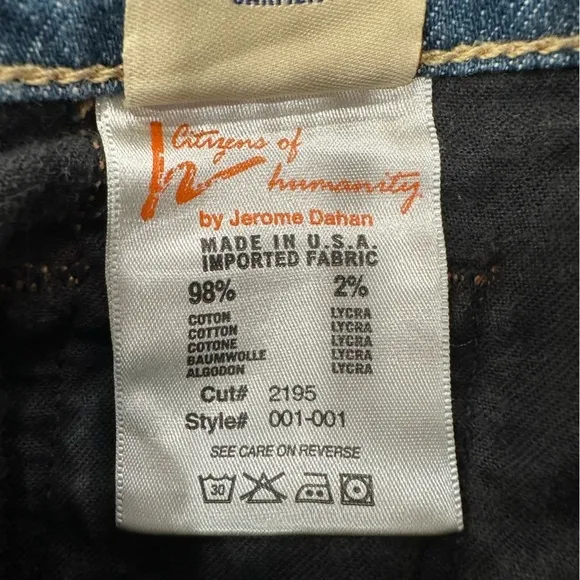 Citizens of
humanity
by Jerome Dahan
MADE IN U.S.A.
IMPORTED FABRIC
98% 2%
COTON LYCRA
COTTON LYCRA
COTONE LYCRA
BAUMWOLLE LYCRA
ALGODON LYCRA
Cut# 2195
Style# 001-001
SEE CARE ON REVERSE
30